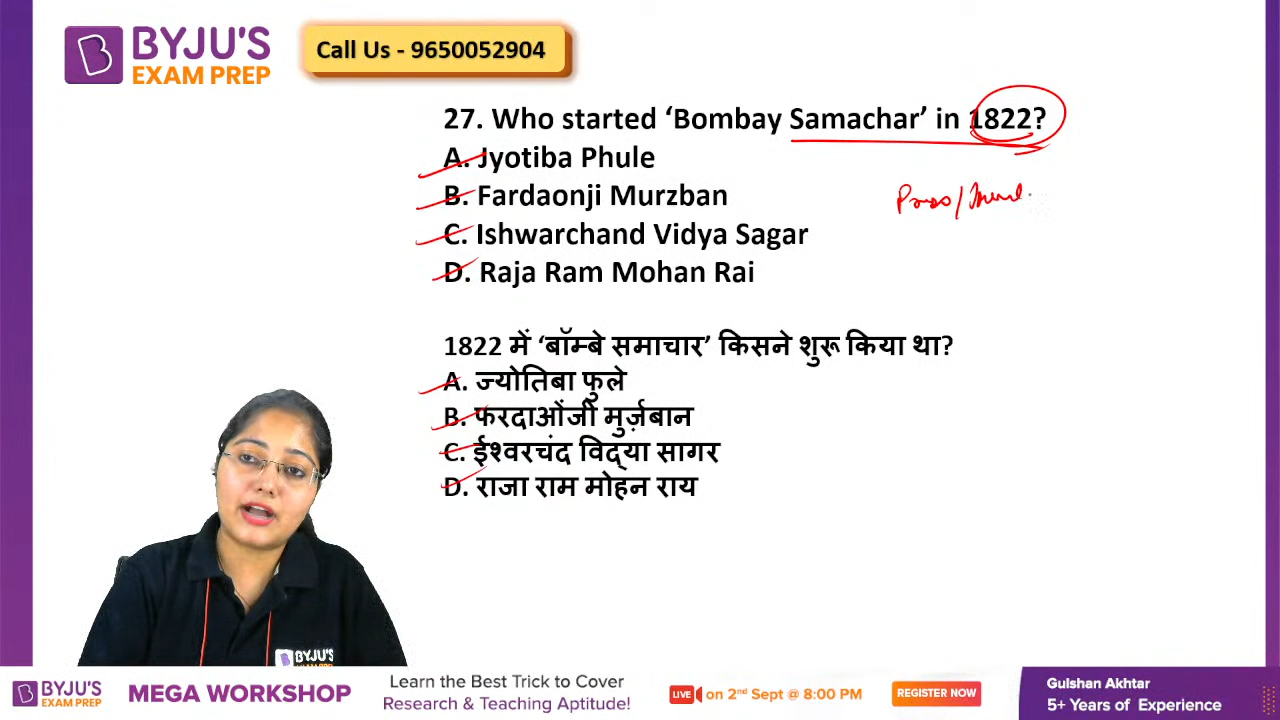 BYJU'S
EXAM PREP
Call Us - 9650052904
27. Who started ‘Bombay Samachar’ in 1822?
A. Jyotiba Phule
B. Fardaonji Murzban
C. Ishwarchand Vidya Sagar
D. Raja Ram Mohan Rai
1822 में ‘बॉम्बे समाचार’ किसने शुरू किया था?
A. ज्योतिबा फुले
B. फरदाओंजी मुर्ज़बान
C. ईश्वरचंद विद्या सागर
D. राजा राम मोहन राय
BYJU'S
EXAM PREP
BYJU'S
EXAM PREP
MEGA WORKSHOP
Learn the Best Trick to Cover
Research & Teaching Aptitude!
LIVE on 2nd Sept @ 8:00 PM
REGISTER NOW
Gulshan Akhtar
5+ Years of Experience